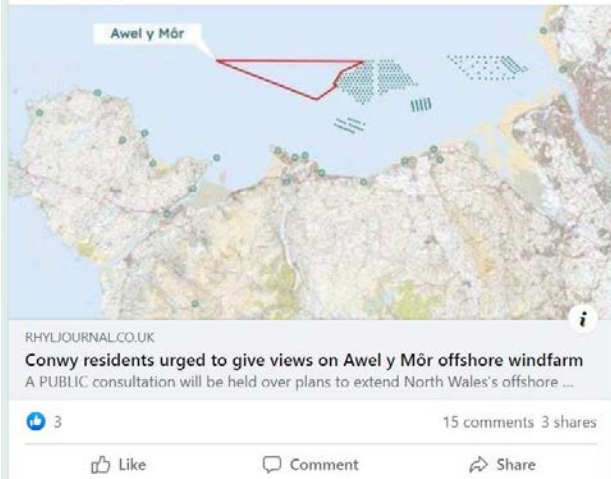 Awel y Môr
i
RHYLJOURNAL.CO.UK
Conwy residents urged to give views on Awel y Môr offshore windfarm
A PUBLIC consultation will be held over plans to extend North Wales's offshore ...
3
15 comments 3 shares
Like
Comment
Share